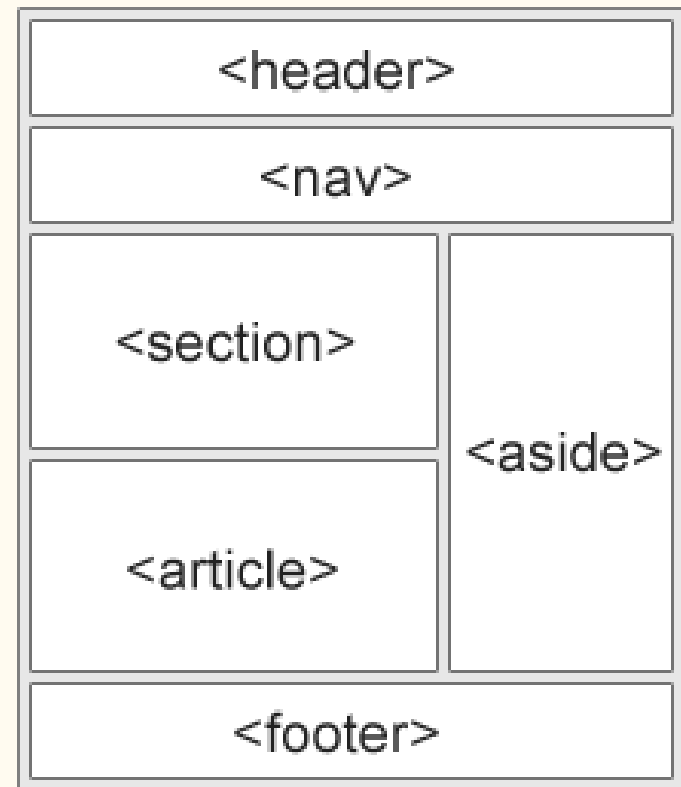 <header>
<nav>
<section>
<aside>
<article>
<footer>